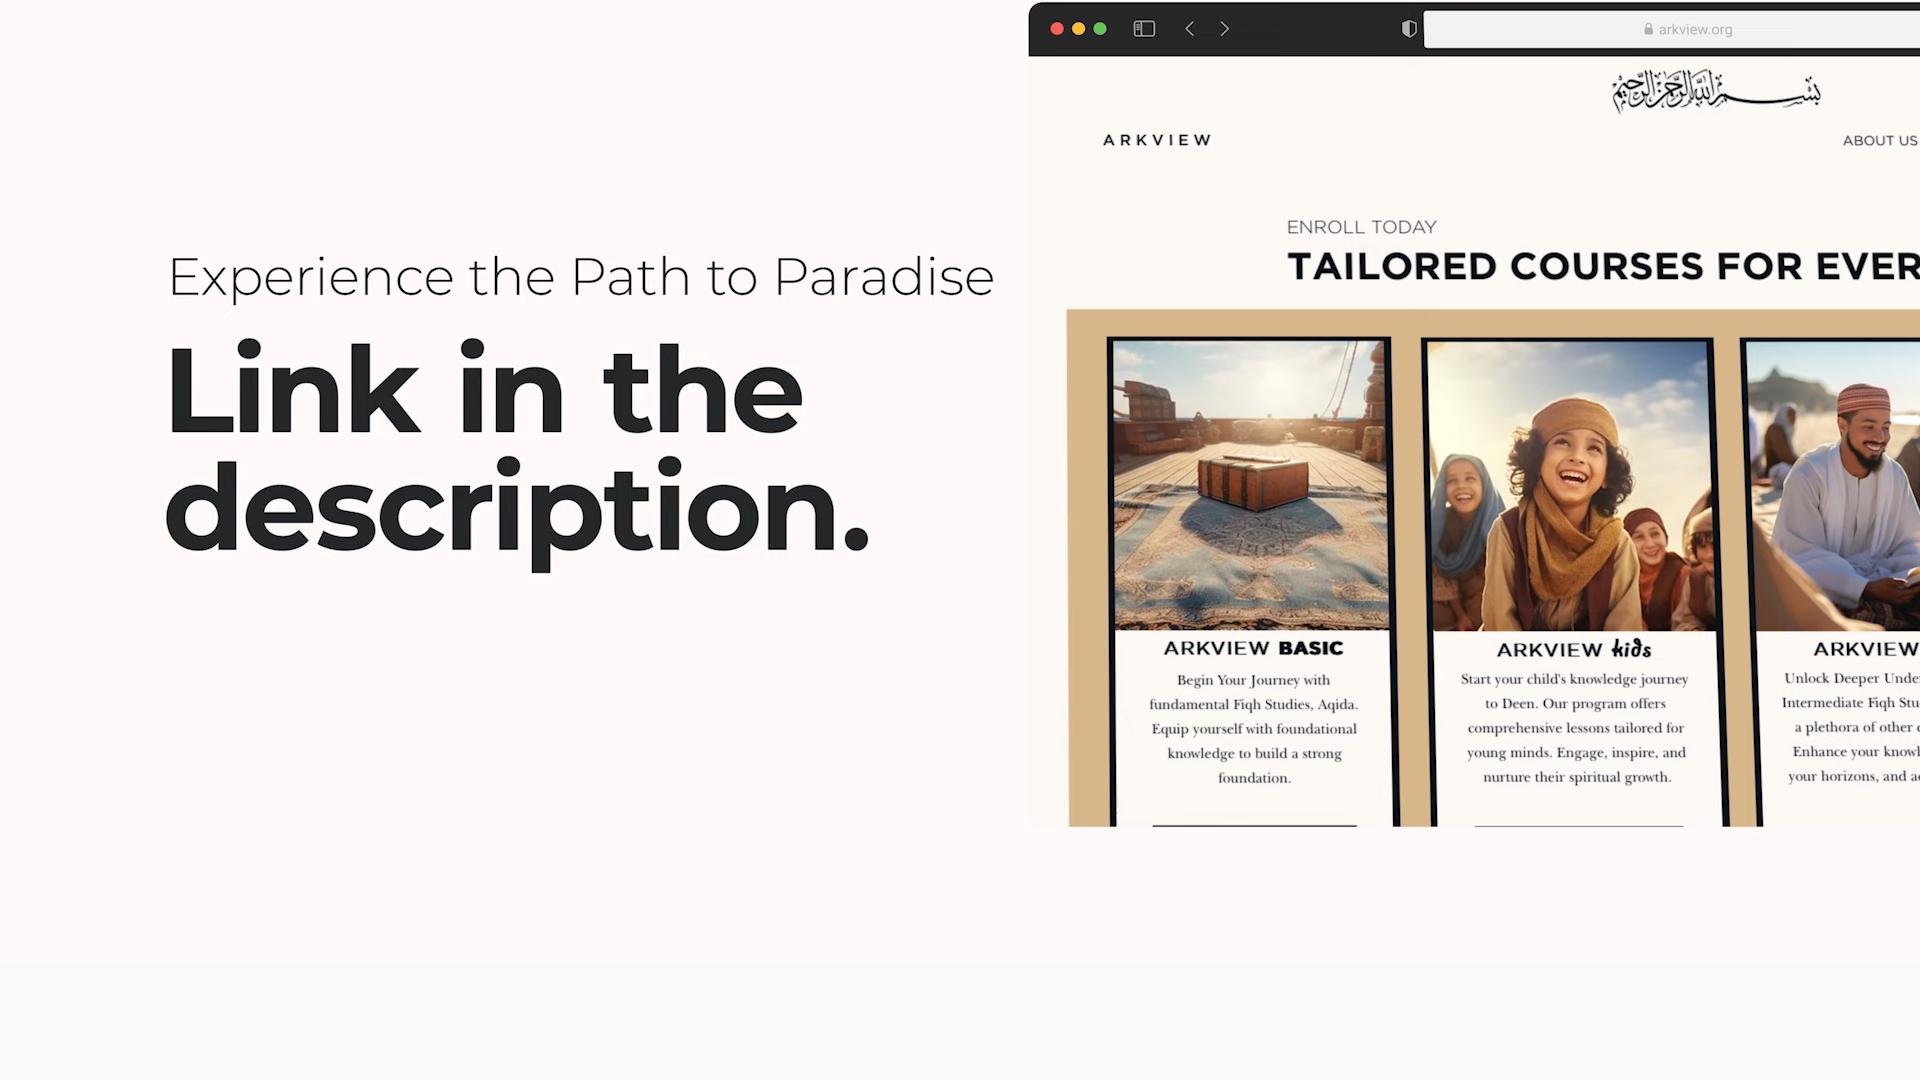 Experience the Path to Paradise
Link in the
description.
arkview.org
بسم الله الرحمن الرحيم
ARKVIEW
ABOUT US
ENROLL TODAY
TAILORED COURSES FOR EVER
ARKVIEW BASIC
Begin Your Journey with
fundamental Fiqh Studies, Aqida.
Equip yourself with foundational
knowledge to build a strong
foundation.
ARKVIEW kids
Start your child's knowledge journey
to Deen. Our program offers
comprehensive lessons tailored for
young minds. Engage, inspire, and
nurture their spiritual growth.
ARKVIEW
Unlock Deeper Unde
Intermediate Fiqh Stu
a plethora of other
Enhance your knowl
your horizons, and a